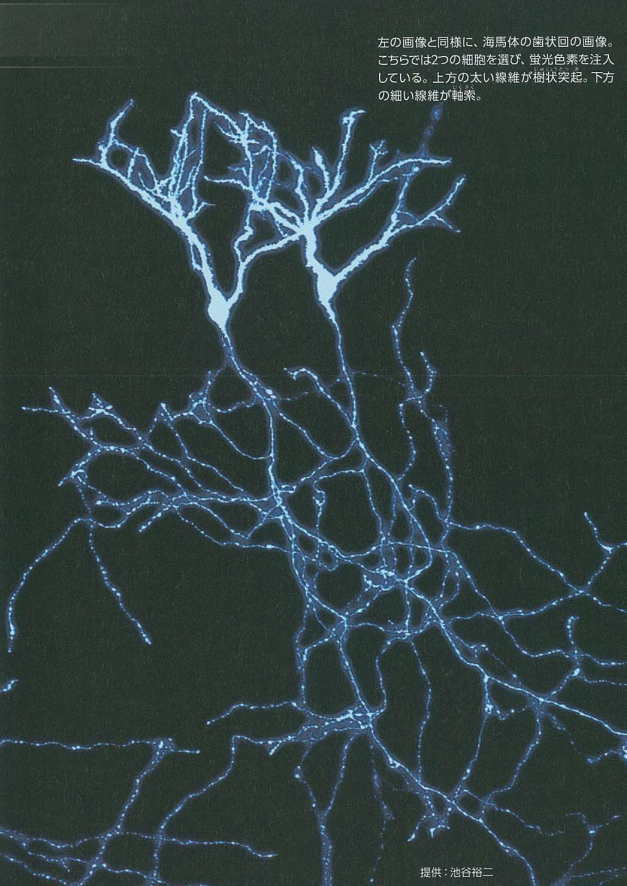 左の画像と同様に、海馬体の歯状回の画像。
こちらでは2つの細胞を選び、蛍光色素を注入
している。上方の太い線維が樹状突起。下方
の細い線維が軸索。
提供：池谷裕二